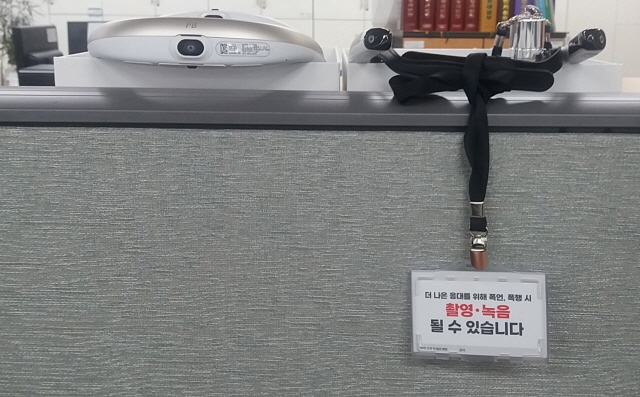 더 나은 응대를 위해 폭언, 폭행 시
촬영·녹음
될 수 있습니다